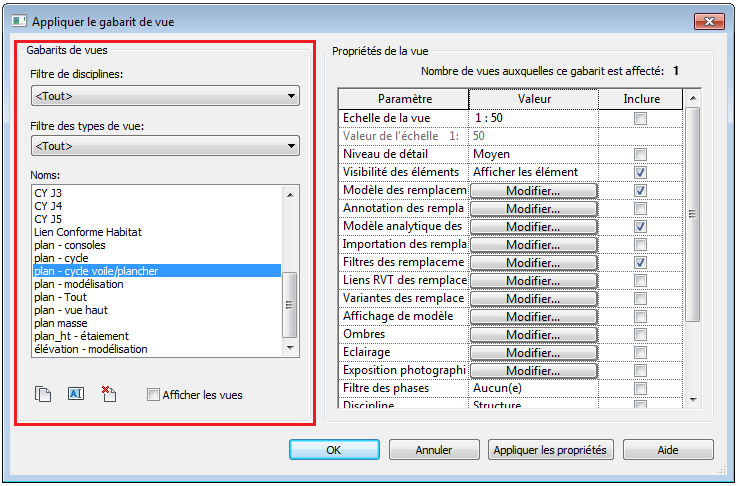 Appliquer le gabarit de vue
Gabarits de vues
Filtre de disciplines:
<Tout>
Filtre des types de vue:
<Tout>
Noms:
CY J3
CY J4
CY J5
Lien Conforme Habitat
plan - consoles
plan - cycle
plan - cycle voile/plancher
plan - modélisation
plan - Tout
plan - vue haut
plan masse
plan_ht - étaiement
élévation - modélisation
Afficher les vues
Propriétés de la vue
Nombre de vues auxquelles ce gabarit est affecté: 1
Paramètre Valeur Inclure
Echelle de la vue 1 : 50
Valeur de l'échelle 1: 50
Niveau de détail Moyen
Visibilité des éléments Afficher les élément
Modèle des remplacem Modifier...
Annotation des rempla Modifier...
Modèle analytique des Modifier...
Importation des rempla Modifier...
Filtres des remplaceme Modifier...
Liens RVT des remplace Modifier...
Variantes des remplace Modifier...
Affichage de modèle Modifier...
Ombres Modifier...
Eclairage Modifier...
Exposition photographi Modifier...
Filtre des phases Aucun(e)
Discipline Structure
OK Annuler Appliquer les propriétés Aide